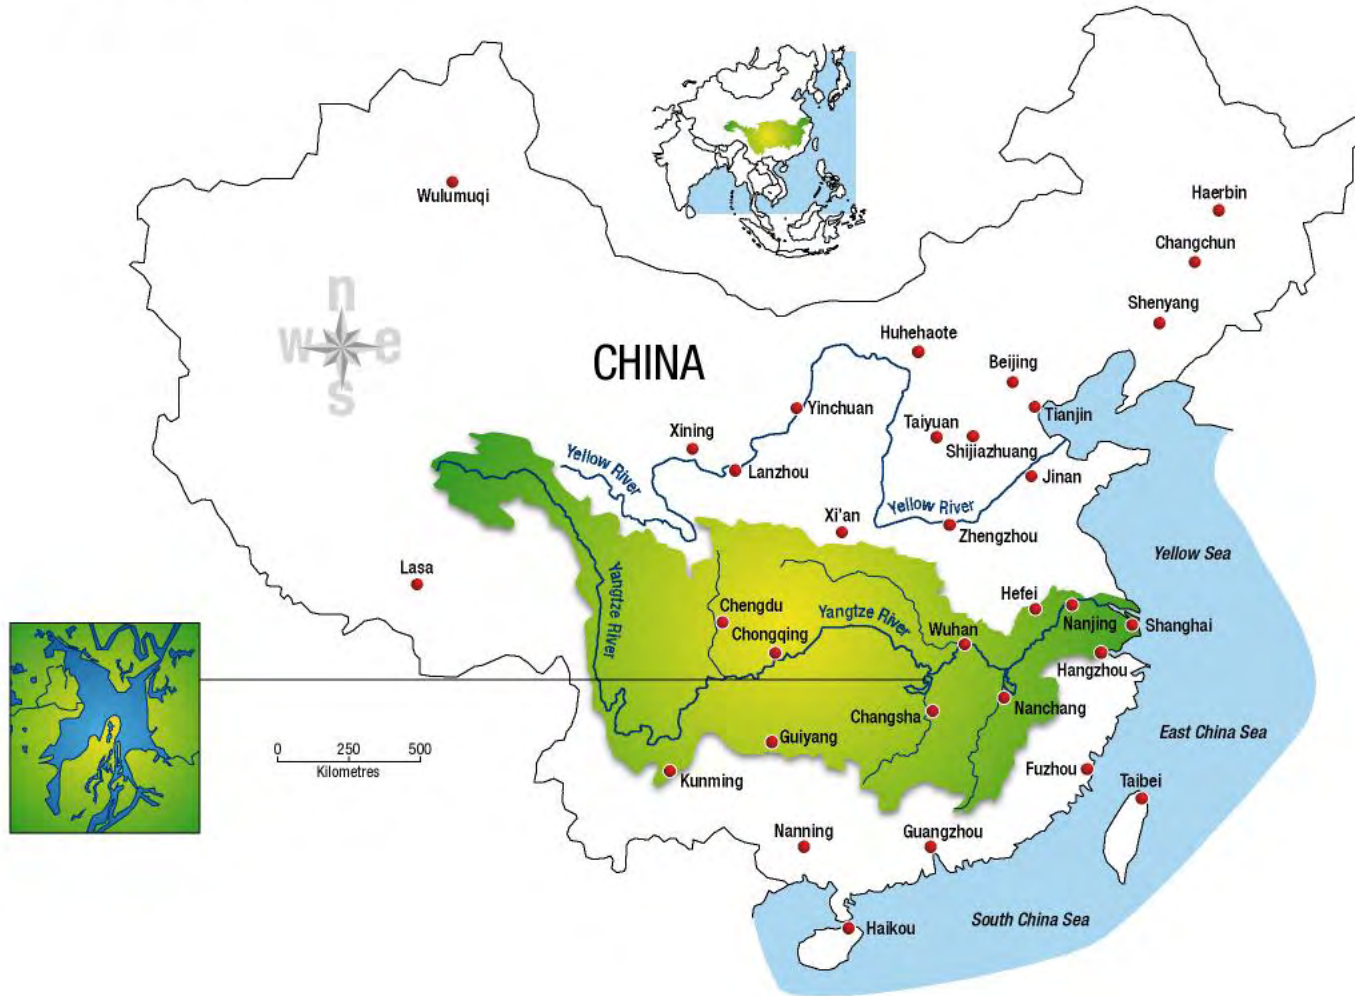 Wulumuqi
Haerbin
Changchun
Shenyang
n
w e
s
CHINA
Huhehaote
Beijing
Tianjin
Yinchuan
Taiyuan
Shijiazhuang
Xining
Lanzhou
Jinan
Yellow River
Yellow River
Xi'an
Zhengzhou
Yellow Sea
Lasa
Yangtze River
Chengdu
Chongqing
Yangtze River
Wuhan
Hefei
Nanjing
Shanghai
Hangzhou
Changsha
Nanchang
East China Sea
Guiyang
0 250 500
Kilometres
Kunming
Fuzhou
Taibei
Nanning
Guangzhou
South China Sea
Haikou